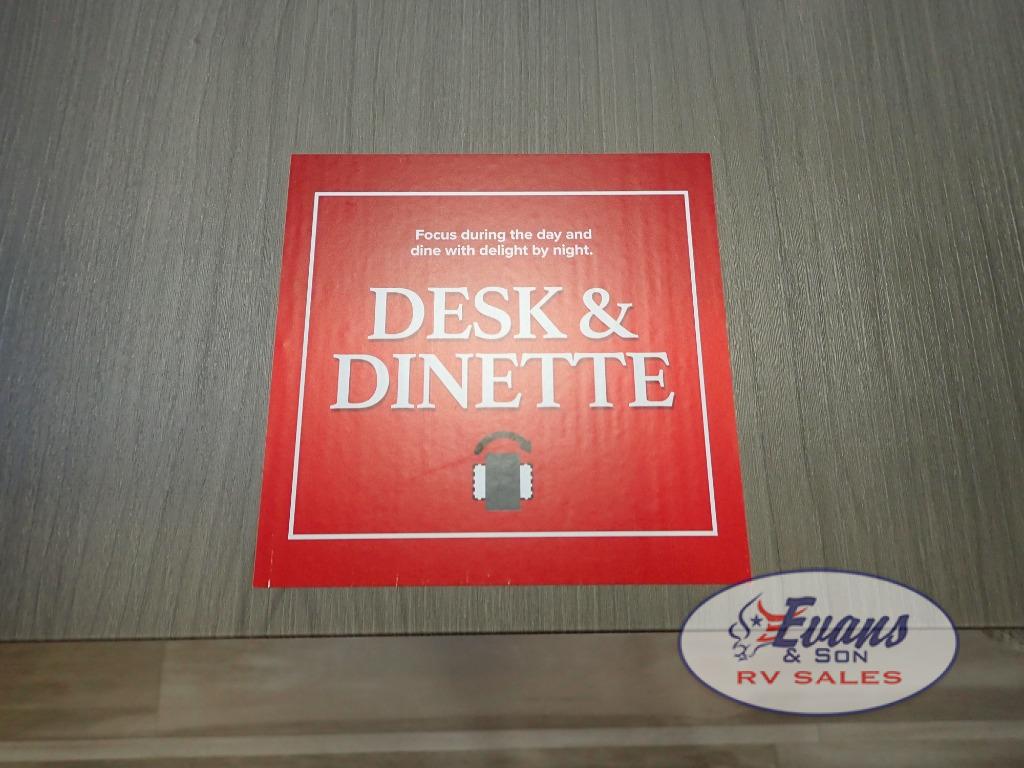 Focus during the day and
dine with delight by night.
DESK &
DINETTE
Evans
& SON
RV SALES